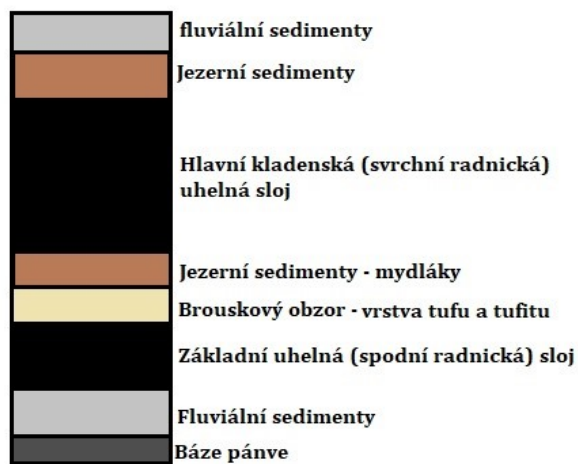 fluviální sedimenty
Jezerní sedimenty
Hlavní kladenská (svrchní radnická)
uhelná sloj
Jezerní sedimenty - mydláky
Brouskový obzor - vrstva tufu a tufitu
Základní uhelná (spodní radnická) sloj
Fluviální sedimenty
Báze pánve